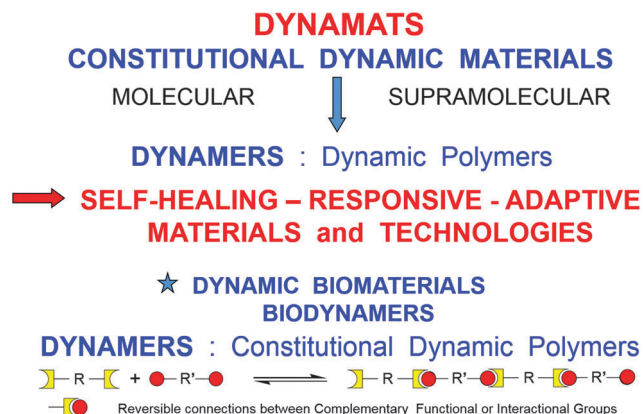 DYNAMATS
CONSTITUTIONAL DYNAMIC MATERIALS
MOLECULAR SUPRAMOLECULAR
DYNAMERS : Dynamic Polymers
SELF-HEALING – RESPONSIVE - ADAPTIVE
MATERIALS and TECHNOLOGIES
DYNAMIC BIOMATERIALS
BIODYNAMERS
DYNAMERS : Constitutional Dynamic Polymers
R + R' R R' R R'
Reversible connections between Complementary Functional or Interactional Groups